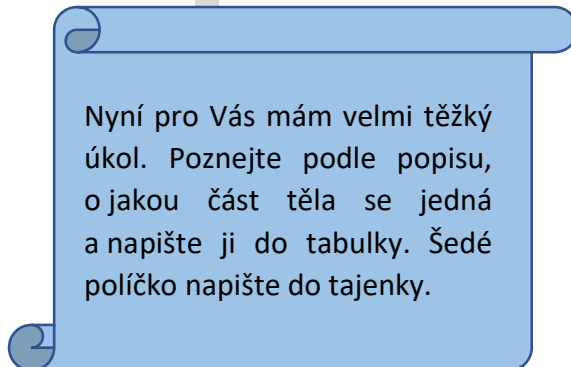 Nyní pro Vás mám velmi těžký
úkol. Poznejte podle popisu,
o jakou část těla se jedná
a napište ji do tabulky. Šedé
políčko napište do tajenky.